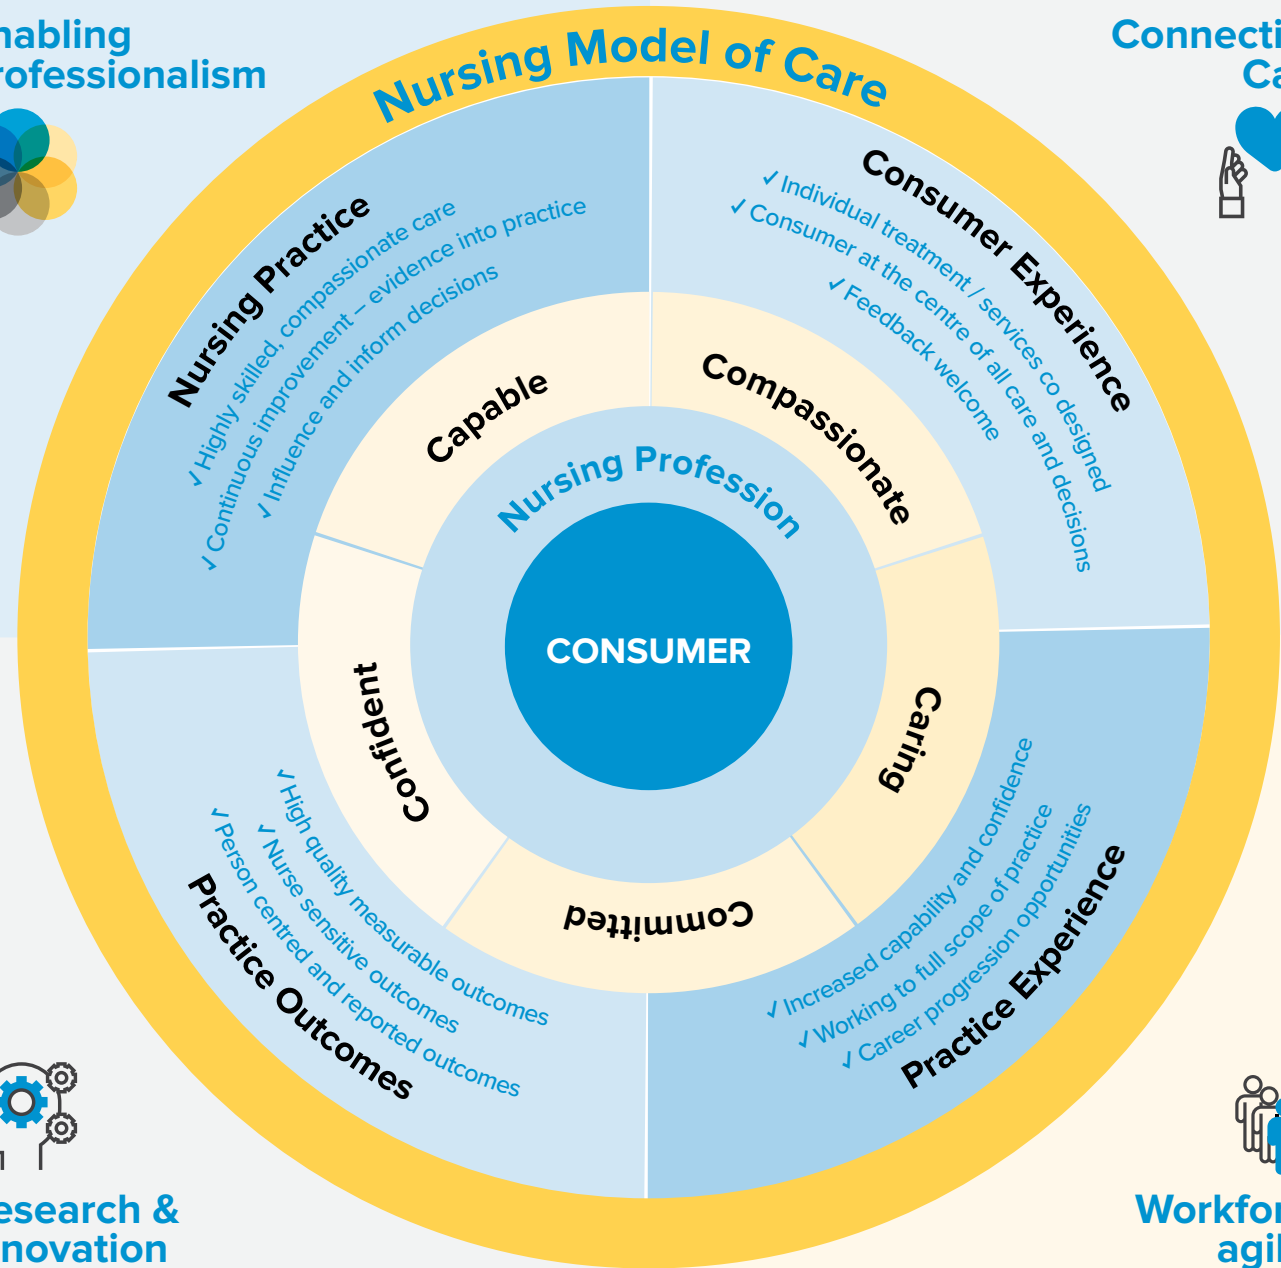 nabling
rofessionalism
Connecti
Ca
Nursing Model of Care
Nursing Practice
✓ Highly skilled, compassionate care
✓ Continuous improvement – evidence into practice
✓ Influence and inform decisions
Consumer Experience
✓ Individual treatment / services co designed
✓ Consumer at the centre of all care and decisions
✓ Feedback welcome
Capable
Compassionate
Nursing Profession
CONSUMER
Confident
Caring
Committed
✓ High quality measurable outcomes
✓ Nurse sensitive outcomes
✓ Person centred and reported outcomes
Practice Outcomes
✓ Increased capability and confidence
✓ Working to full scope of practice
✓ Career progression opportunities
Practice Experience
esearch &
novation
Workfor
agil